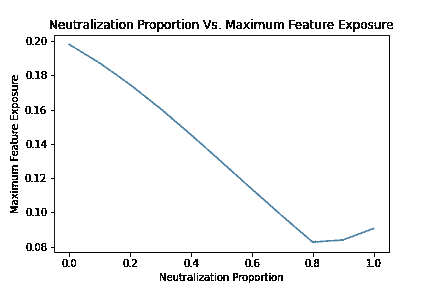 Neutralization Proportion Vs. Maximum Feature Exposure
0.20
0.18
0.16
0.14
0.12
0.10
0.08
Maximum Feature Exposure
0.0 0.2 0.4 0.6 0.8 1.0
Neutralization Proportion